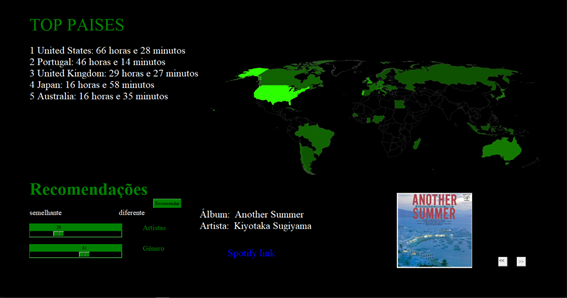 TOP PAISES
1 United States: 66 horas e 28 minutos
2 Portugal: 46 horas e 14 minutos
3 United Kingdom: 29 horas e 27 minutos
4 Japan: 16 horas e 58 minutos
5 Australia: 16 horas e 35 minutos
Recomendações
semelhante diferente
Artistas
Género
Álbum: Another Summer
Artista: Kiyotaka Sugiyama
Spotify link
ANOTHER
SUMMER
<<
>>